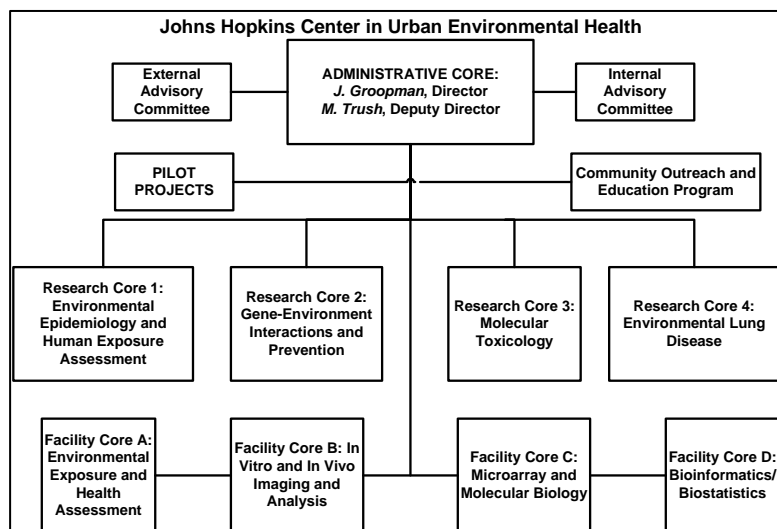 Johns Hopkins Center in Urban Environmental Health
External
Advisory
Committee
ADMINISTRATIVE CORE:
J. Groopman, Director
M. Trush, Deputy Director
Internal
Advisory
Committee
PILOT
PROJECTS
Community Outreach and
Education Program
Research Core 1:
Environmental
Epidemiology and
Human Exposure
Assessment
Research Core 2:
Gene-Environment
Interactions and
Prevention
Research Core 3:
Molecular
Toxicology
Research Core 4:
Environmental Lung
Disease
Facility Core A:
Environmental
Exposure and
Health
Assessment
Facility Core B: In
Vitro and In Vivo
Imaging and
Analysis
Facility Core C:
Microarray and
Molecular Biology
Facility Core D:
Bioinformatics/
Biostatistics